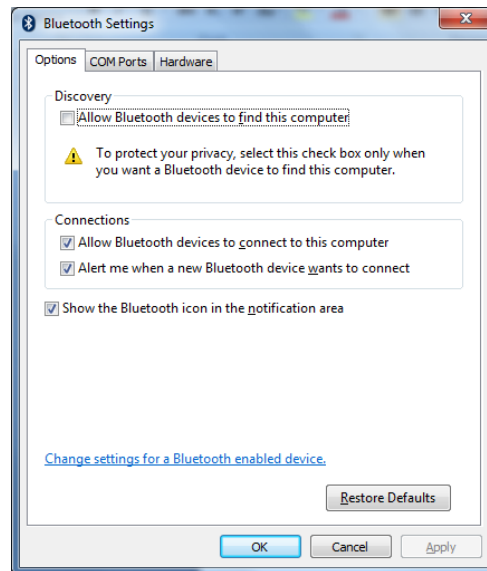 Bluetooth Settings
Options COM Ports Hardware
Discovery
Allow Bluetooth devices to find this computer
To protect your privacy, select this check box only when
you want a Bluetooth device to find this computer.
Connections
Allow Bluetooth devices to connect to this computer
Alert me when a new Bluetooth device wants to connect
Show the Bluetooth icon in the notification area
Change settings for a Bluetooth enabled device.
Restore Defaults
OK Cancel Apply